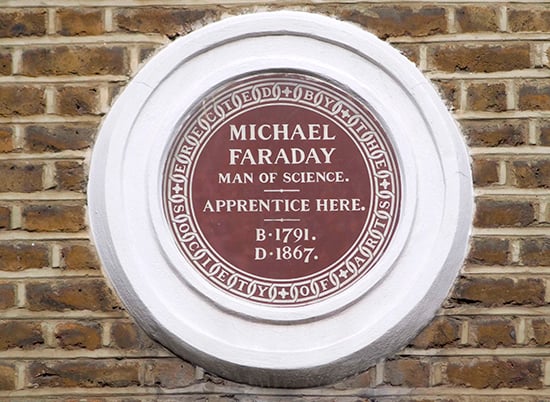 ERECTED BY THE SOCIETY OF ARTS
MICHAEL
FARADAY
MAN OF SCIENCE.
APPRENTICE HERE.
B·1791.
D·1867.